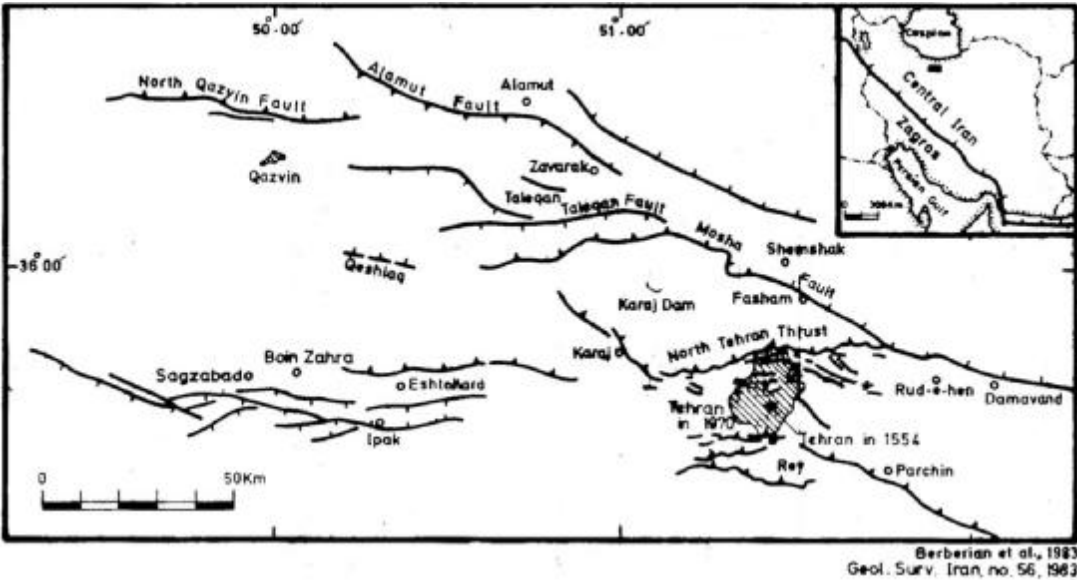 50.00'
51.00'
Caspian
Central Iran
Zagros
Persian Gulf
North Qazvin Fault
Alamut Fault
Alamut
Qazvin
Zavarak
Taleqan
Taleqan Fault
Mosha Fault
Shemshak
36°00'
Qeshlaq
Karaj Dam
Fasham
North Tehran Thrust
Karaj
Boin Zahra
Sagzabad
Eshtehard
Rud-e-hen
Damavand
Tehran
in 1970
Tehran in 1554
Ipak
Rey
Parchin
0 50Km
Berberian et al., 1983
Geol. Surv. Iran, no. 56, 1983